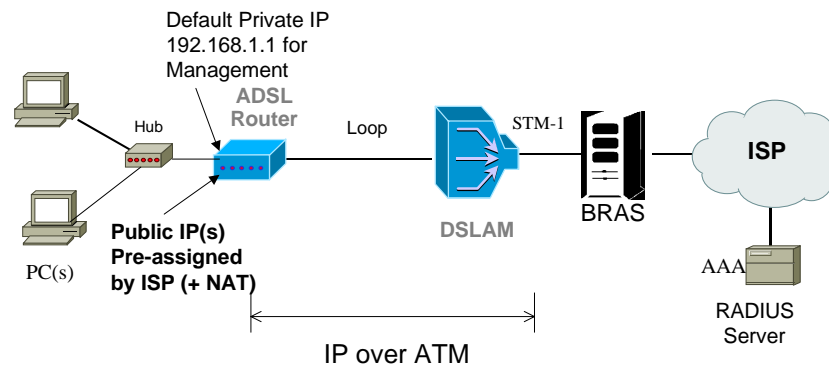 Default Private IP
192.168.1.1 for
Management
ADSL
Router
Hub
Loop
STM-1
ISP
BRAS
DSLAM
Public IP(s)
Pre-assigned
by ISP (+ NAT)
PC(s)
AAA
RADIUS
Server
IP over ATM